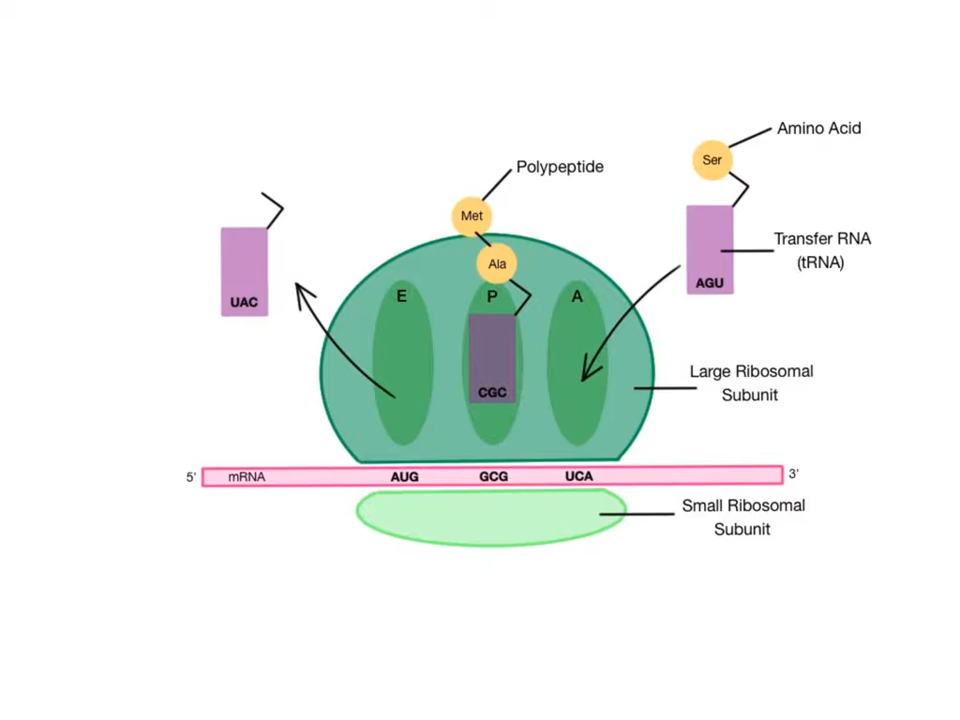 Amino Acid
Ser
Polypeptide
Met
Transfer RNA
(tRNA)
Ala
AGU
E
P
A
UAC
Large Ribosomal
Subunit
CGC
5'
mRNA
AUG
GCG
UCA
3'
Small Ribosomal
Subunit